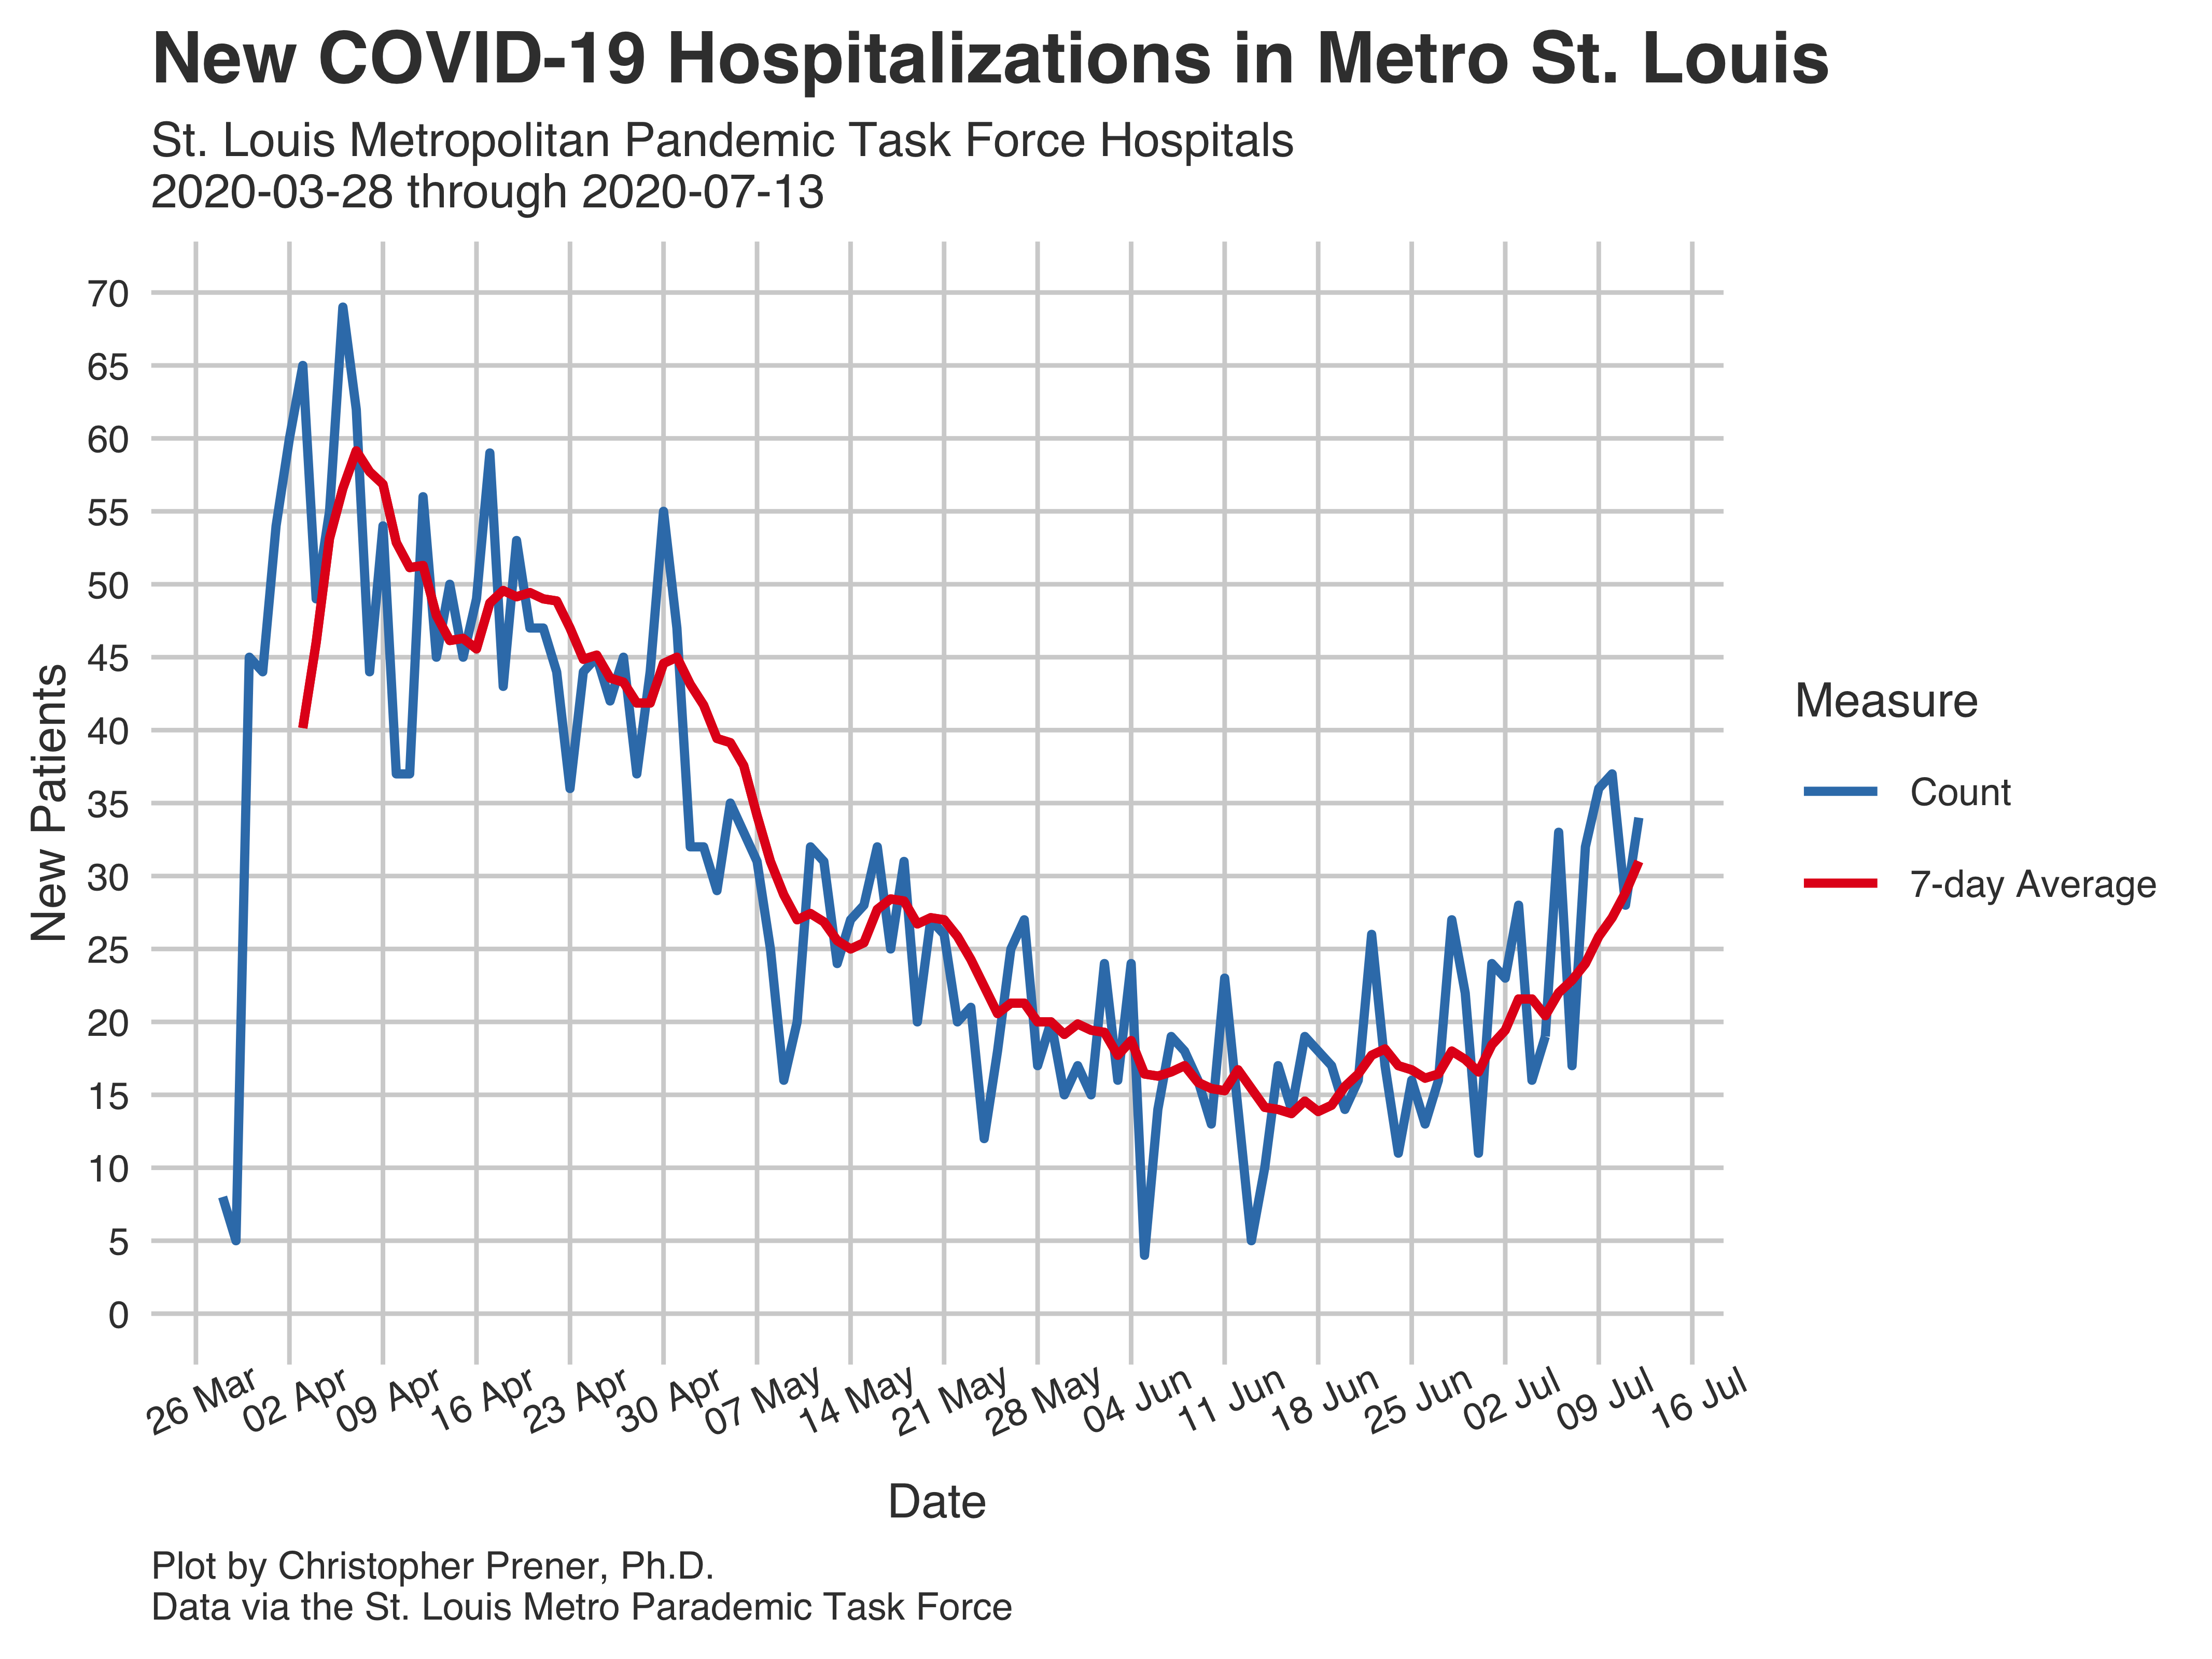 New COVID-19 Hospitalizations in Metro St. Louis
St. Louis Metropolitan Pandemic Task Force Hospitals
2020-03-28 through 2020-07-13
70
65
60
55
50
45
40
35
30
25
20
15
10
5
0
New Patients
Measure
Count
7-day Average
26 Mar
02 Apr
09 Apr
16 Apr
23 Apr
30 Apr
07 May
14 May
21 May
28 May
04 Jun
11 Jun
18 Jun
25 Jun
02 Jul
09 Jul
16 Jul
Date
Plot by Christopher Prener, Ph.D.
Data via the St. Louis Metro Parademic Task Force